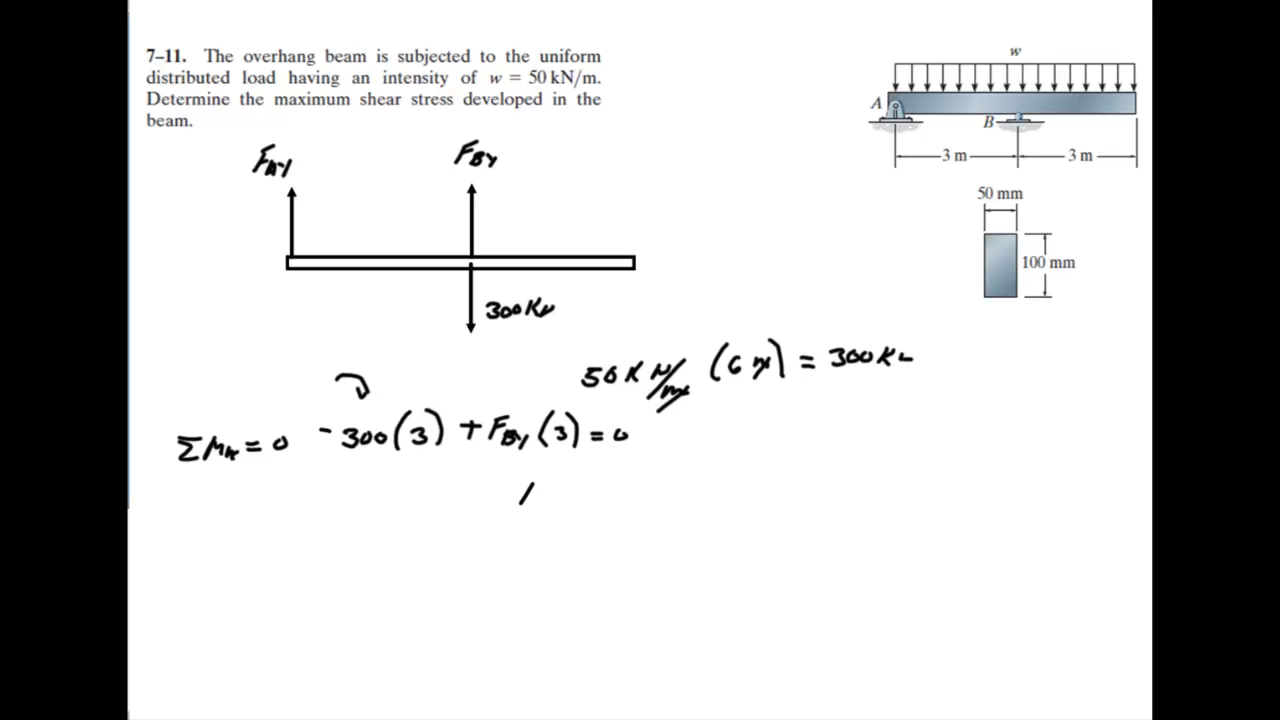 7–11. The overhang beam is subjected to the uniform
distributed load having an intensity of w = 50 kN/m.
Determine the maximum shear stress developed in the
beam.
w
A
B
3 m
3 m
50 mm
100 mm
FAy
FBy
300 KN
50 KN/m (6 m) = 300 K
ΣMA = 0 -300(3) + FBy(3) = 0